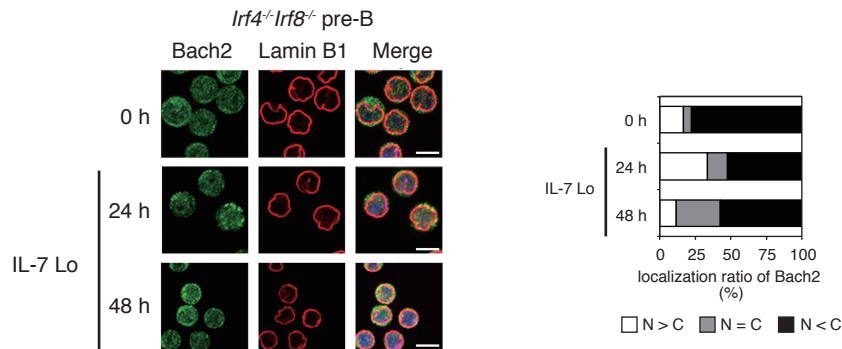 Irf4-/-Irf8-/- pre-B
Bach2 Lamin B1 Merge
0 h
24 h
IL-7 Lo
48 h
0 h
24 h
IL-7 Lo
48 h
0 25 50 75 100
localization ratio of Bach2
(%)
N > C N = C N < C